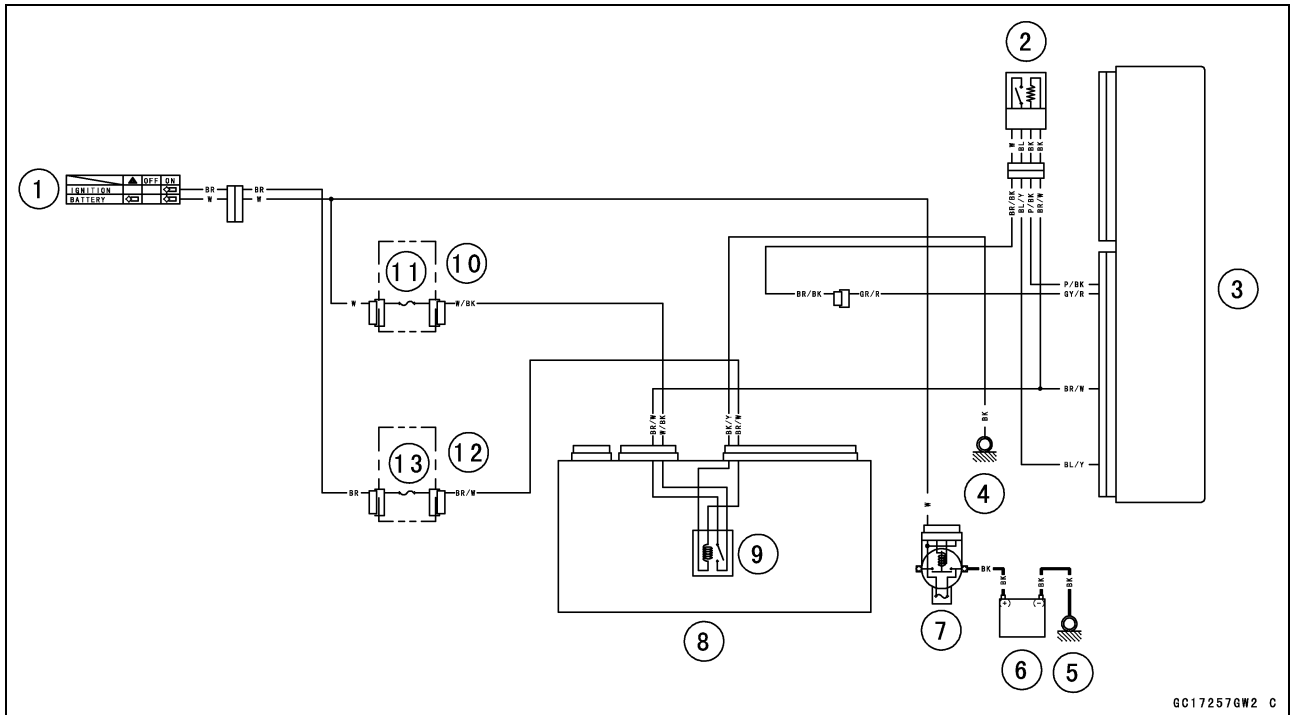 2
1
▲ OFF ON
IGNITION
BATTERY
BR BR
W W
W BL BK BK
BR/BK BL/Y P/BK BR/W
11 10
W W/BK
BR/BK GR/R
P/BK
GY/R
3
BR/W
BR/W W/BK BK/Y BR/W
BK
BL/Y
13 12
BR BR/W
4
W
9
BK BK BK
(+) (-)
8
7
6
5
GC17257GW2 C